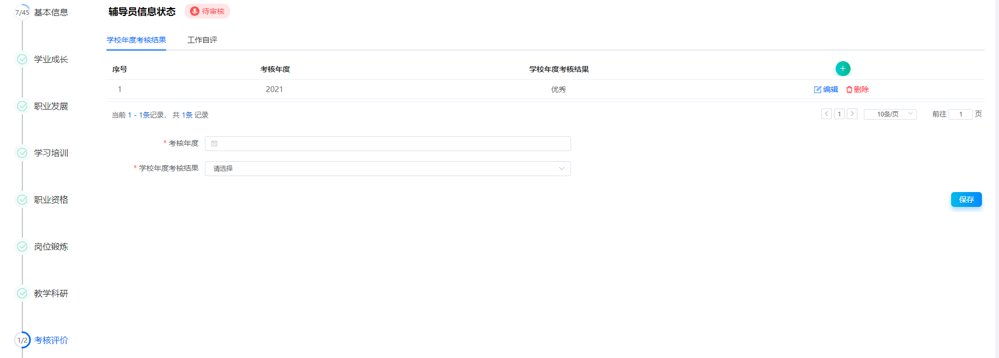 7/45 基本信息
学业成长
职业发展
学习培训
职业资格
岗位锻炼
教学科研
1/2 考核评价
辅导员信息状态 待审核
学校年度考核结果 工作自评
序号 考核年度 学校年度考核结果
1 2021 优秀 编辑 删除
当前 1 - 1条记录， 共 1条 记录 1 10条/页 前往 1 页
* 考核年度
* 学校年度考核结果 请选择
保存